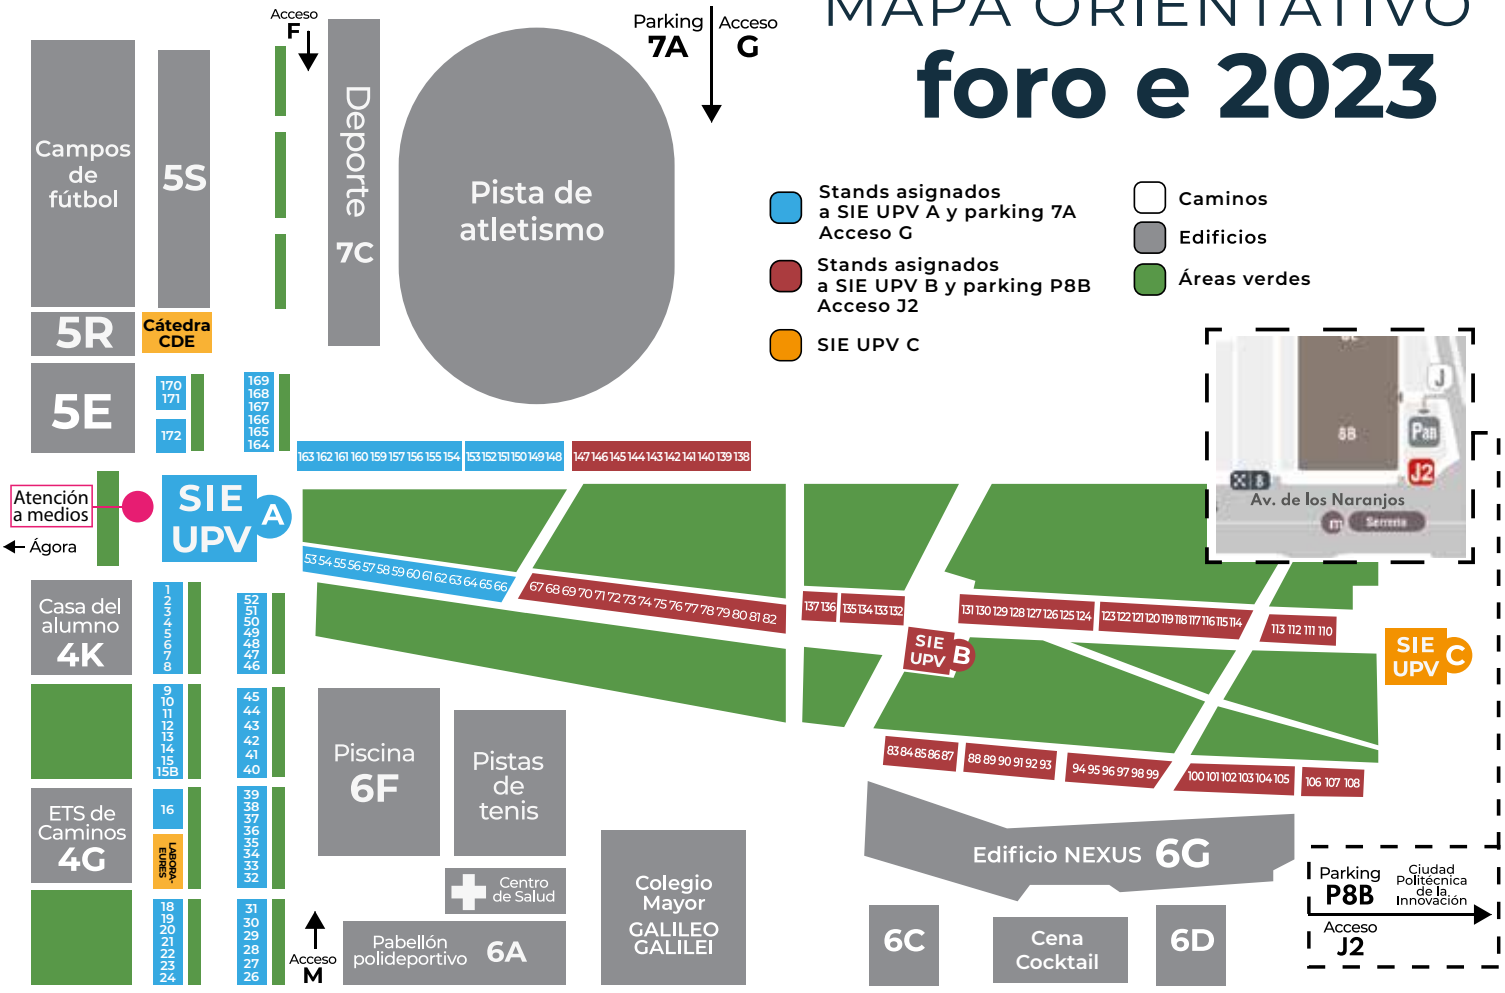 MAPA ORIENTATIVO
foro e 2023
Acceso
F
Parking
7A
Acceso
G
Campos
de
fútbol
5S
Deporte
7C
Pista de
atletismo
Stands asignados
a SIE UPV A y parking 7A
Acceso G
Stands asignados
a SIE UPV B y parking P8B
Acceso J2
SIE UPV C
Caminos
Edificios
Áreas verdes
5R
Cátedra
CDE
5E
170
171
172
169
168
167
166
165
164
163 162 161 160 159 157 156 155 154
153 152 151 150 149 148
147 146 145 144 143 142 141 140 139 138
J
8B
J2
8
Av. de los Naranjos
m
Serreria
Atención
a medios
Ágora
SIE
UPV
A
53 54 55 56 57 58 59 60 61 62 63 64 65 66
67 68 69 70 71 72 73 74 75 76 77 78 79 80 81 82
137 136
135 134 133 132
131 130 129 128 127 126 125 124
123 122 121 120 119 118 117 116 115 114
113 112 111 110
SIE
UPV
B
SIE
UPV
C
Casa del
alumno
4K
1
2
3
4
5
6
7
8
52
51
50
49
48
47
46
9
10
11
12
13
14
15
15B
45
44
43
42
41
40
Piscina
6F
Pistas
de
tenis
83 84 85 86 87
88 89 90 91 92 93
94 95 96 97 98 99
100 101 102 103 104 105
106 107 108
ETS de
Caminos
4G
16
LABORA-
EURES
39
38
37
36
35
34
33
32
18
19
20
21
22
23
24
31
30
29
28
27
26
Acceso
M
Centro
de Salud
Pabellón
polideportivo
6A
Colegio
Mayor
GALILEO
GALILEI
Edificio NEXUS 6G
6C
Cena
Cocktail
6D
Parking
P8B
Ciudad
Politécnica
de la
Innovación
Acceso
J2